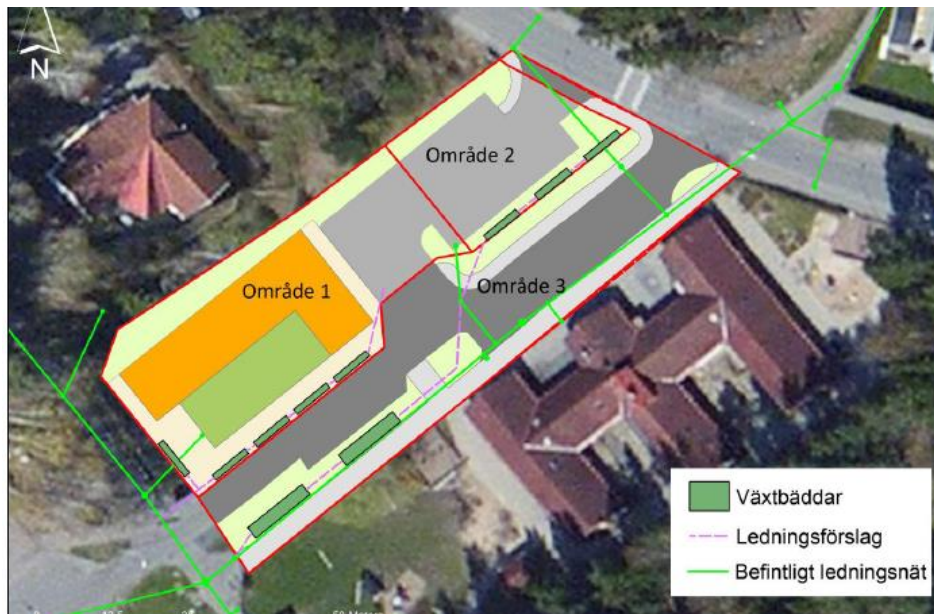 N
Område 2
Område 1
Område 3
Växtbäddar
Ledningsförslag
Befintligt ledningsnät